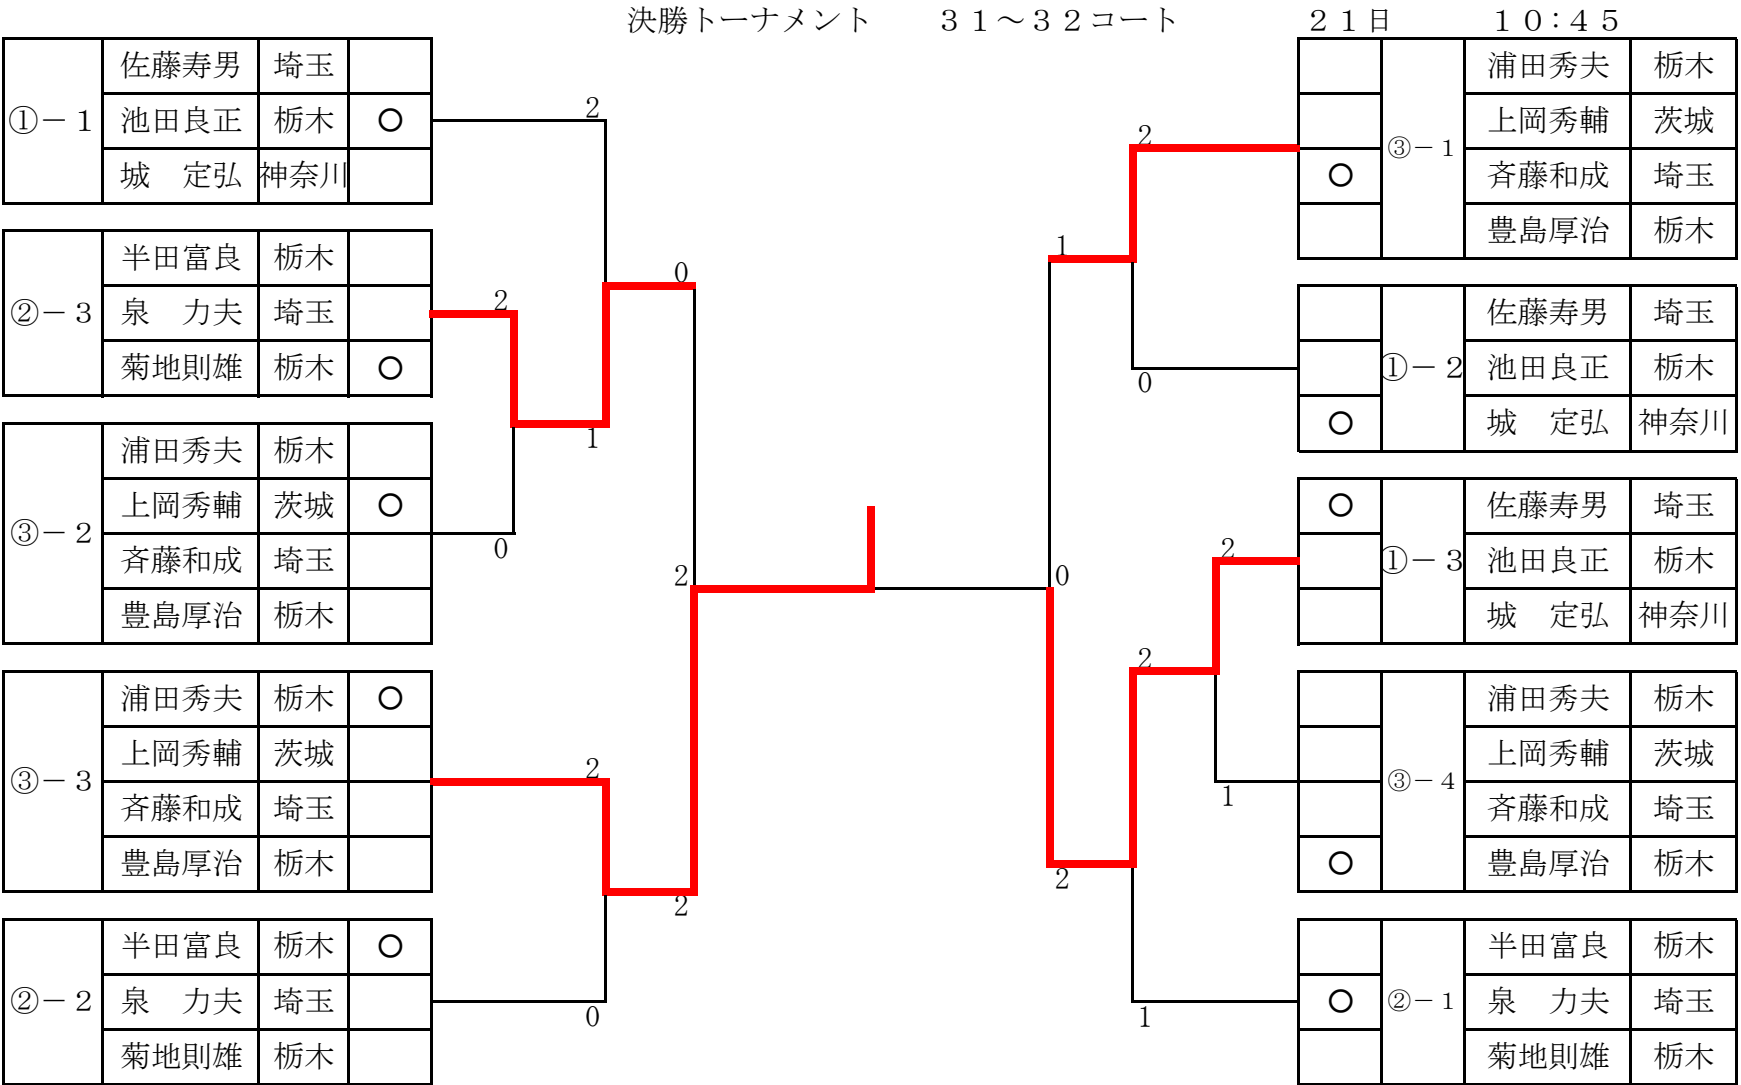 決勝トーナメント　３１～３２コート　２１日　１０：４５
①－１
佐藤寿男 埼玉
池田良正 栃木 〇
城　定弘 神奈川
②－３
半田富良 栃木
泉　力夫 埼玉
菊地則雄 栃木 〇
③－２
浦田秀夫 栃木
上岡秀輔 茨城 〇
斉藤和成 埼玉
豊島厚治 栃木
③－３
浦田秀夫 栃木 〇
上岡秀輔 茨城
斉藤和成 埼玉
豊島厚治 栃木
②－２
半田富良 栃木 〇
泉　力夫 埼玉
菊地則雄 栃木
2
2
0
1
0
2
2
2
0
2
1
0
0
2
2
1
2
1
③－１
浦田秀夫 栃木
上岡秀輔 茨城
〇 斉藤和成 埼玉
豊島厚治 栃木
①－２
佐藤寿男 埼玉
池田良正 栃木
〇 城　定弘 神奈川
①－３
〇 佐藤寿男 埼玉
池田良正 栃木
城　定弘 神奈川
③－４
浦田秀夫 栃木
上岡秀輔 茨城
斉藤和成 埼玉
〇 豊島厚治 栃木
②－１
半田富良 栃木
〇 泉　力夫 埼玉
菊地則雄 栃木